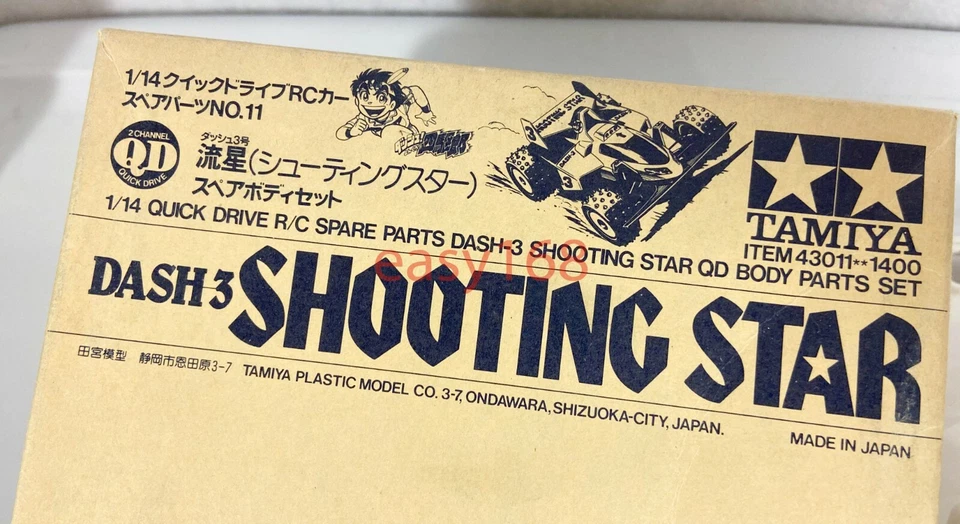 1/14クイックドライブRCカー
スペアパーツNO.11
2 CHANNEL
QD
QUICK DRIVE
ダッシュ3号
流星(シューティングスター)
スペアボディセット
SHOOTING STAR
3
TAMIYA
ITEM 43011**1400
1/14 QUICK DRIVE R/C SPARE PARTS DASH-3 SHOOTING STAR QD BODY PARTS SET
easy168
DASH 3 SHOOTING STAR
田宮模型 静岡市恩田原3-7 TAMIYA PLASTIC MODEL CO. 3-7, ONDAWARA, SHIZUOKA-CITY, JAPAN.
MADE IN JAPAN